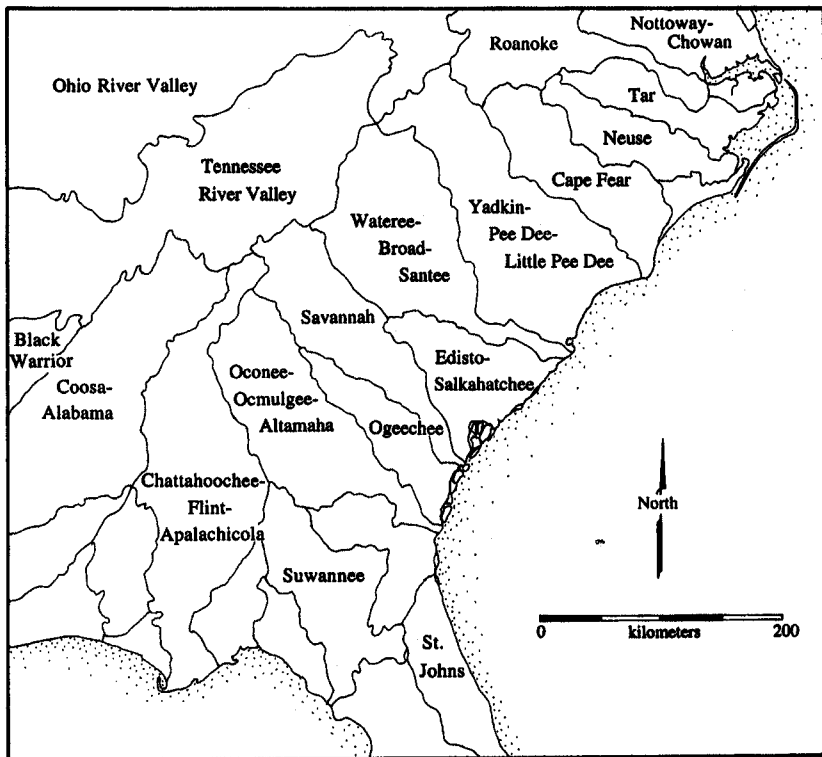 Nottoway-
Chowan
Roanoke
Ohio River Valley
Tar
Neuse
Tennessee
River Valley
Cape Fear
Wateree-
Broad-
Santee
Yadkin-
Pee Dee-
Little Pee Dee
Savannah
Black
Warrior
Edisto-
Salkahatchee
Coosa-
Alabama
Oconee-
Ocmulgee-
Altamaha
Ogeechee
Chattahoochee-
Flint-
Apalachicola
North
Suwannee
St.
Johns
0 kilometers 200